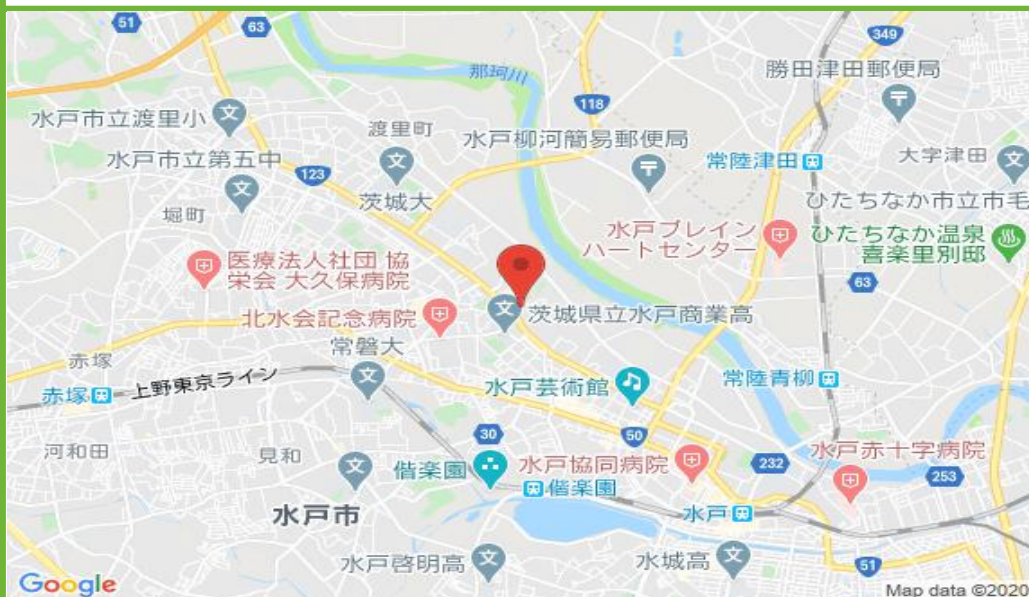 51
63
349
那珂川
勝田津田郵便局
118
水戸市立渡里小
渡里町
水戸柳河簡易郵便局
水戸市立第五中
123
常陸津田
大字津田
堀町
茨城大
ひたちなか市立市毛
水戸ブレイン
ハートセンター
ひたちなか温泉
喜楽里別邸
医療法人社団 協
栄会 大久保病院
63
北水会記念病院
茨城県立水戸商業高
常磐大
赤塚
上野東京ライン
赤塚
水戸芸術館
常陸青柳
河和田
見和
30
50
偕楽園
水戸協同病院
232
水戸赤十字病院
253
偕楽園
水戸市
水戸
水戸啓明高
水城高
51
Google
Map data ©2020